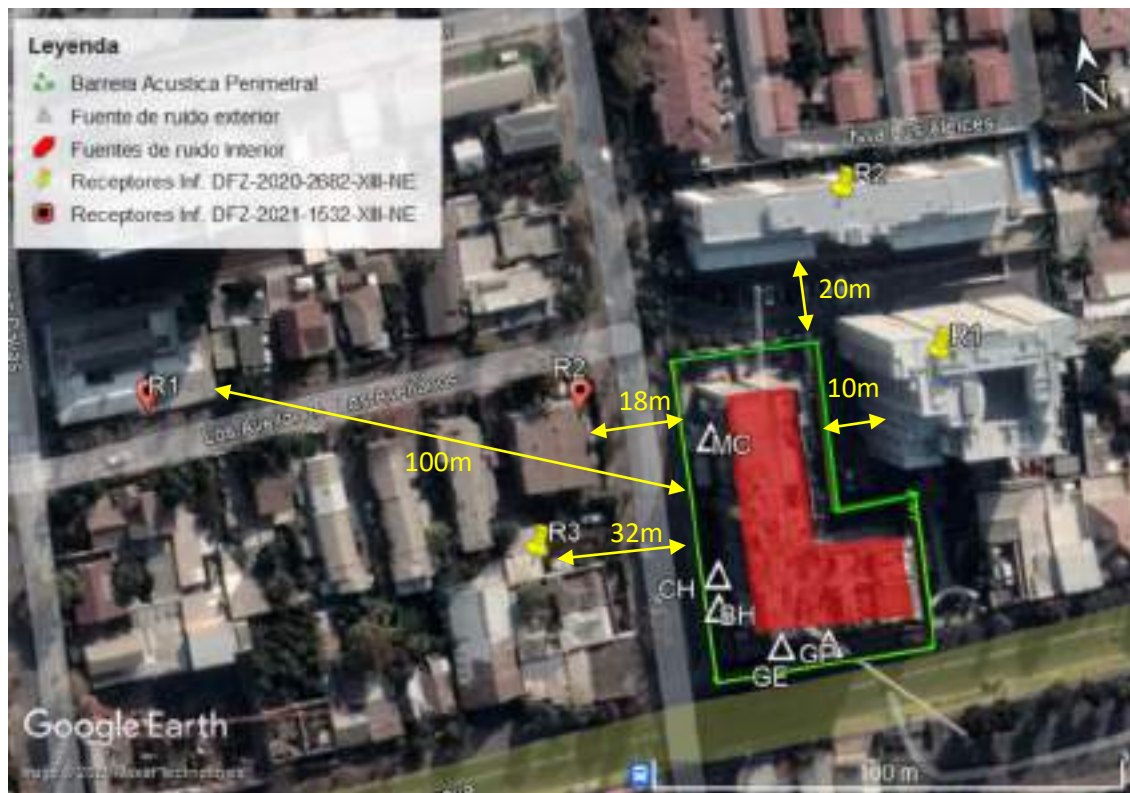 Leyenda
Barrera Acustica Perimetral
Fuente de ruido exterior
Fuentes de ruido Interior
Receptores Inf. DFZ-2020-2682-XIII-NE
Receptores Inf. DFZ-2021-1532-XIII-NE
N
R2
20m
R1
R1
R2
18m
10m
MC
100m
R3
32m
CH
BH
GP
GE
Google Earth
100 m